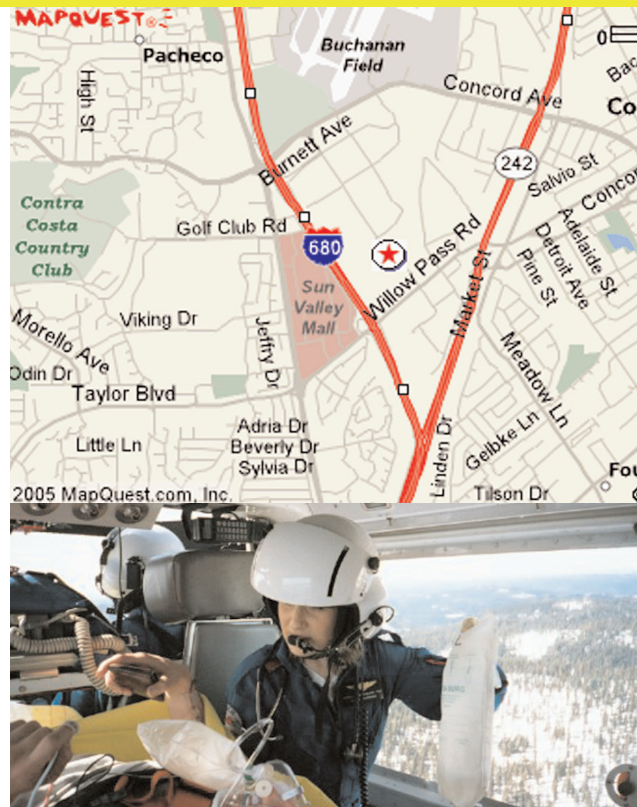 MAPQUEST
Pacheco
Buchanan
Field
0
High St
Concord Ave
Burnett Ave
242
Salvio St
Contra
Costa
Country
Club
Golf Club Rd
680
Willow Pass Rd
Adelaide St
Detroit Ave
Pine St
Sun
Valley
Mall
Market St
Morello Ave
Viking Dr
Jeffry Dr
Odin Dr
Taylor Blvd
Meadow Ln
Adria Dr
Beverly Dr
Sylvia Dr
Little Ln
Gelbke Ln
Linden Dr
Tilson Dr
2005 MapQuest.com, Inc.